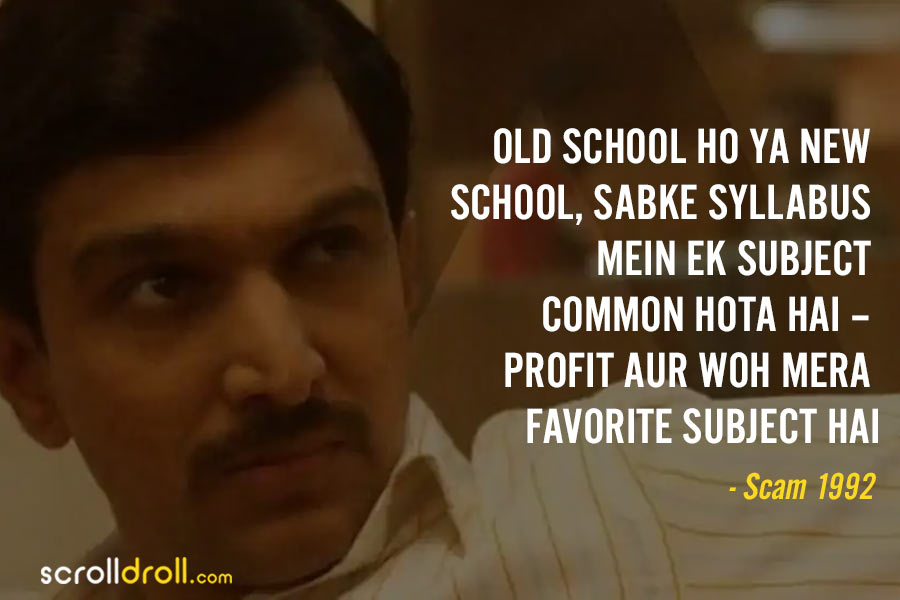 OLD SCHOOL HO YA NEW
SCHOOL, SABKE SYLLABUS
MEIN EK SUBJECT
COMMON HOTA HAI –
PROFIT AUR WOH MERA
FAVORITE SUBJECT HAI
- Scam 1992
scrolldroll.com